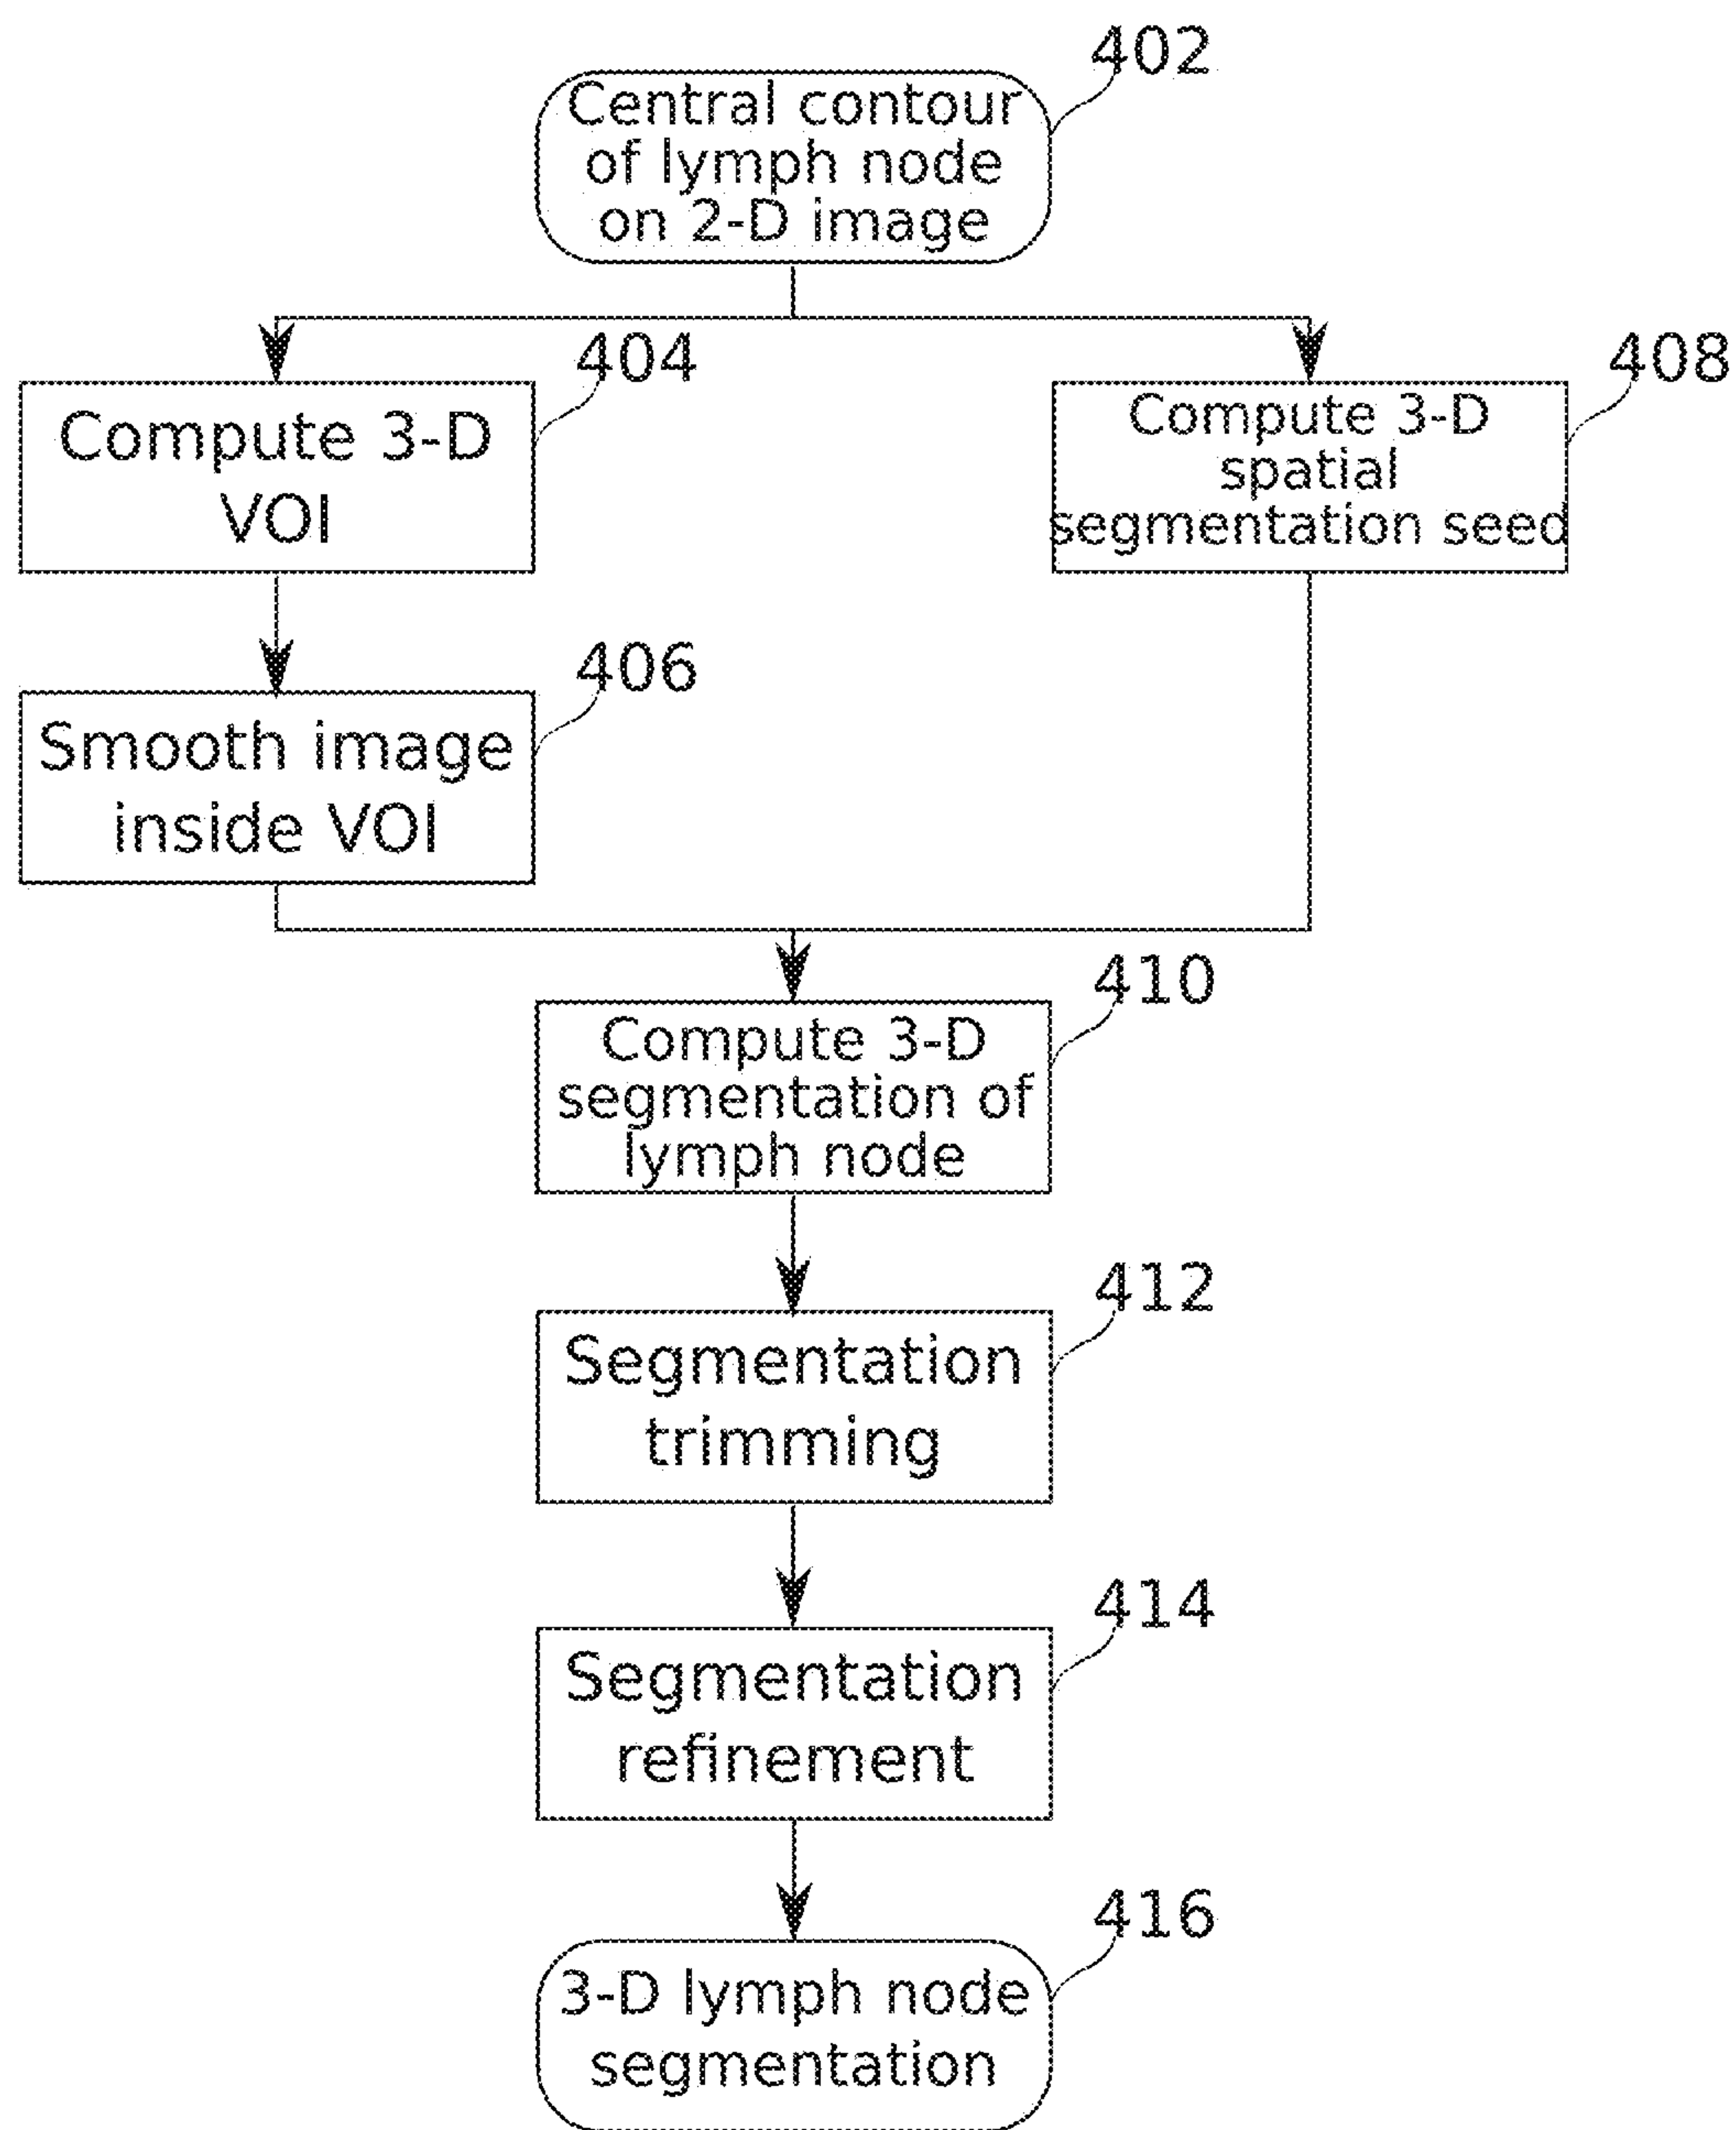 402
Central contour
of lymph node
on 2-D image
404
Compute 3-D
VOI
408
Compute 3-D
spatial
segmentation seed
406
Smooth image
inside VOI
410
Compute 3-D
segmentation of
lymph node
412
Segmentation
trimming
414
Segmentation
refinement
416
3-D lymph node
segmentation